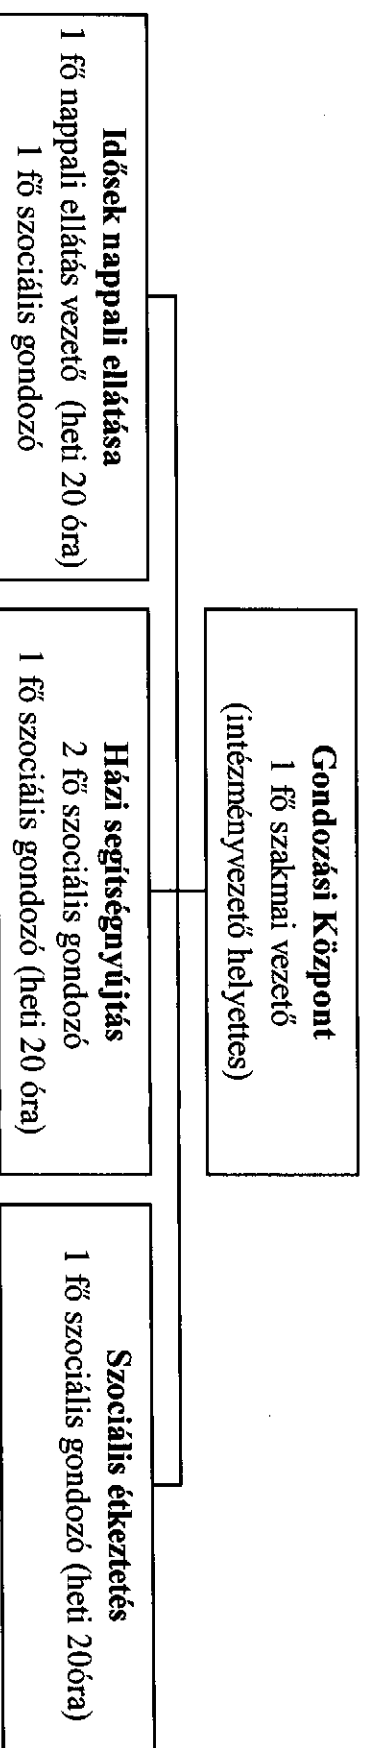 Gondozási Központ
1 fő szakmai vezető
(intézményvezető helyettes)
Idősek nappali ellátása
1 fő nappali ellátás vezető (heti 20 óra)
1 fő szociális gondozó
Házi segítségnyújtás
2 fő szociális gondozó
1 fő szociális gondozó (heti 20 óra)
Szociális étkeztetés
1 fő szociális gondozó (heti 20óra)